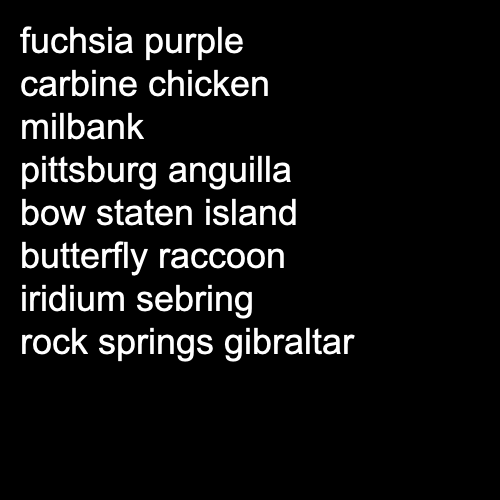 fuchsia purple
carbine chicken
milbank
pittsburg anguilla
bow staten island
butterfly raccoon
iridium sebring
rock springs gibraltar